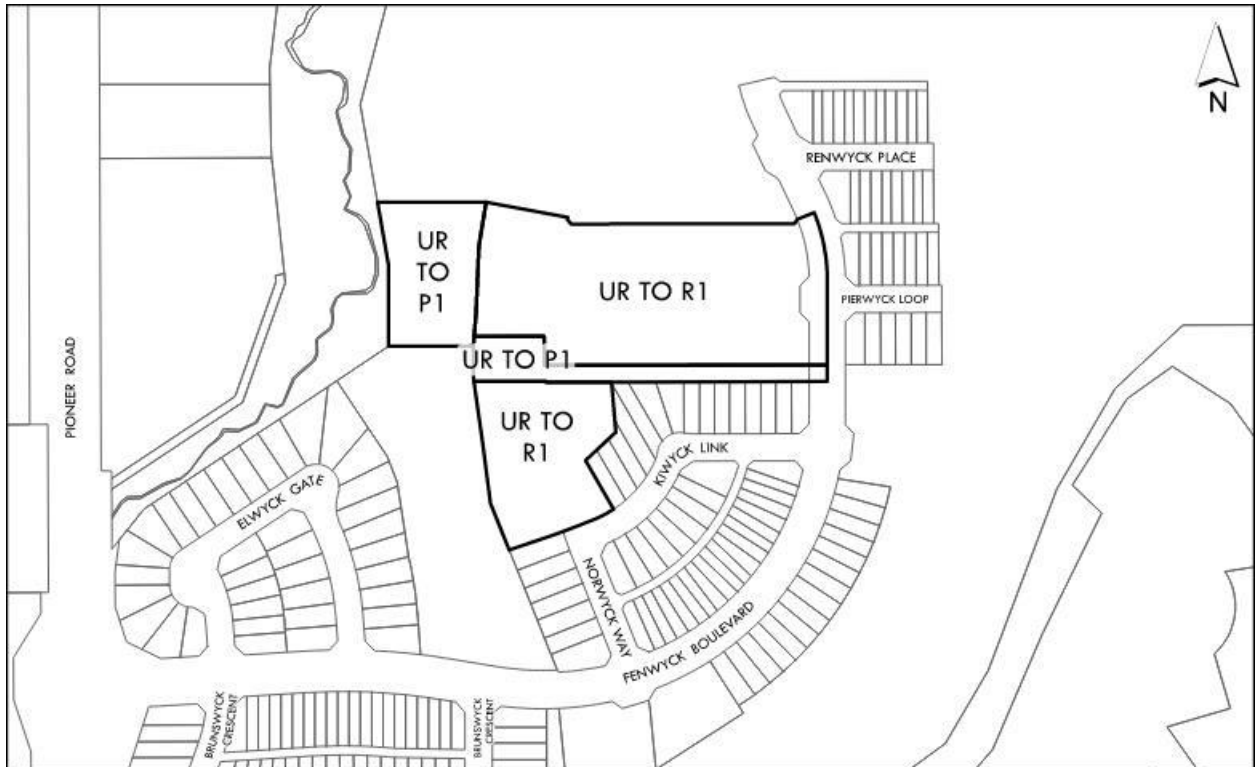 N
RENWYCK PLACE
UR
TO
P1
UR TO R1
PIERWYCK LOOP
PIONEER ROAD
UR TO P1
UR TO
R1
KIWYCK LINK
ELWYCK GATE
NORWYCK WAY
FENWYCK BOULEVARD
BRUNSWYCK
CRESCENT
BRUNSWYCK
CRESCENT